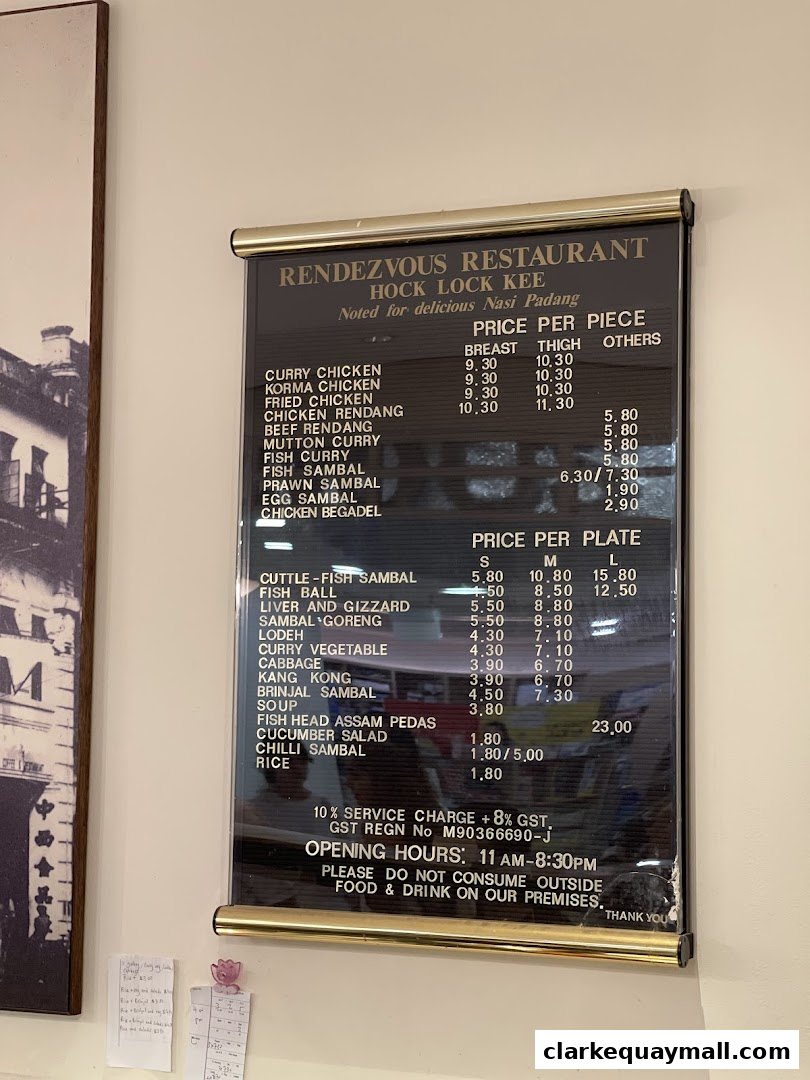 RENDEZVOUS RESTAURANT
HOCK LOCK KEE
Noted for delicious Nasi Padang
PRICE PER PIECE
BREAST THIGH OTHERS
CURRY CHICKEN 9.30 10.30
KORMA CHICKEN 9.30 10.30
FRIED CHICKEN 9.30 10.30
CHICKEN RENDANG 10.30 11.30
BEEF RENDANG 5.80
MUTTON CURRY 5.80
FISH CURRY 5.80
FISH SAMBAL 5.80
PRAWN SAMBAL 6.30/7.30
EGG SAMBAL 1.90
CHICKEN BEGADEL 2.90
PRICE PER PLATE
S M L
CUTTLE-FISH SAMBAL 5.80 10.80 15.80
FISH BALL 4.50 8.50 12.50
LIVER AND GIZZARD 5.50 8.80
SAMBAL GORENG 5.50 8.80
LODEH 4.30 7.10
CURRY VEGETABLE 4.30 7.10
CABBAGE 3.90 6.70
KANG KONG 3.90 6.70
BRINJAL SAMBAL 4.50 7.30
SOUP 3.80
FISH HEAD ASSAM PEDAS 23.00
CUCUMBER SALAD 1.80
CHILLI SAMBAL 1.80/5.00
RICE 1.80
10% SERVICE CHARGE + 8% GST.
GST REGN No M90366690-J
OPENING HOURS: 11 AM-8:30PM
PLEASE DO NOT CONSUME OUTSIDE
FOOD & DRINK ON OUR PREMISES.
THANK YOU
clarkequaymall.com